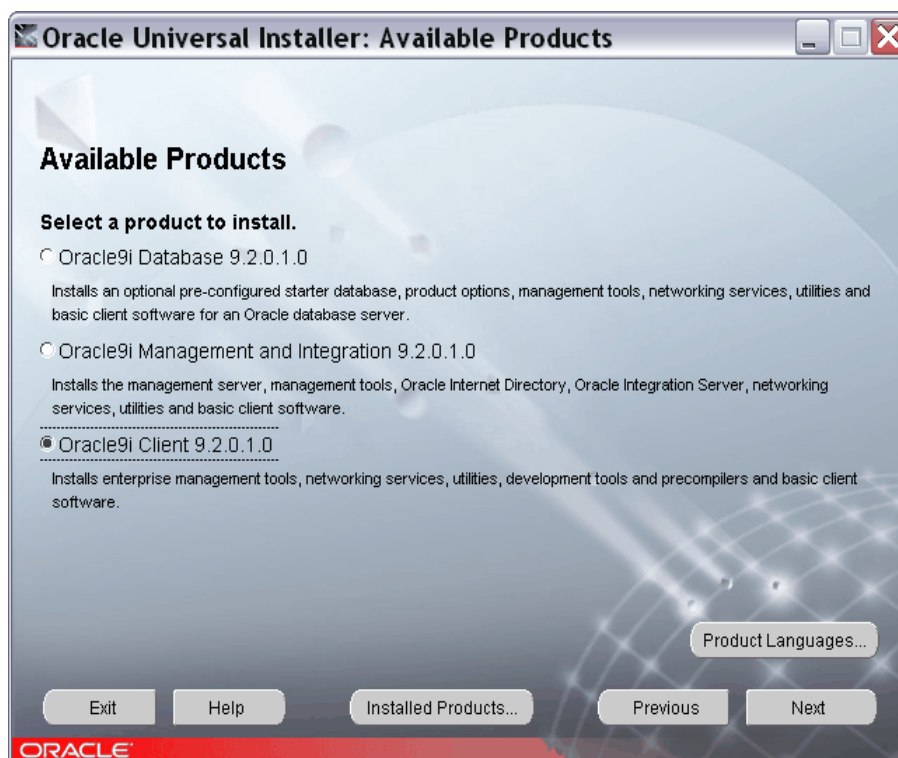 Oracle Universal Installer: Available Products
Available Products
Select a product to install.
Oracle9i Database 9.2.0.1.0
Installs an optional pre-configured starter database, product options, management tools, networking services, utilities and
basic client software for an Oracle database server.
Oracle9i Management and Integration 9.2.0.1.0
Installs the management server, management tools, Oracle Internet Directory, Oracle Integration Server, networking
services, utilities and basic client software.
Oracle9i Client 9.2.0.1.0
Installs enterprise management tools, networking services, utilities, development tools and precompilers and basic client
software.
Product Languages...
Exit
Help
Installed Products...
Previous
Next
ORACLE